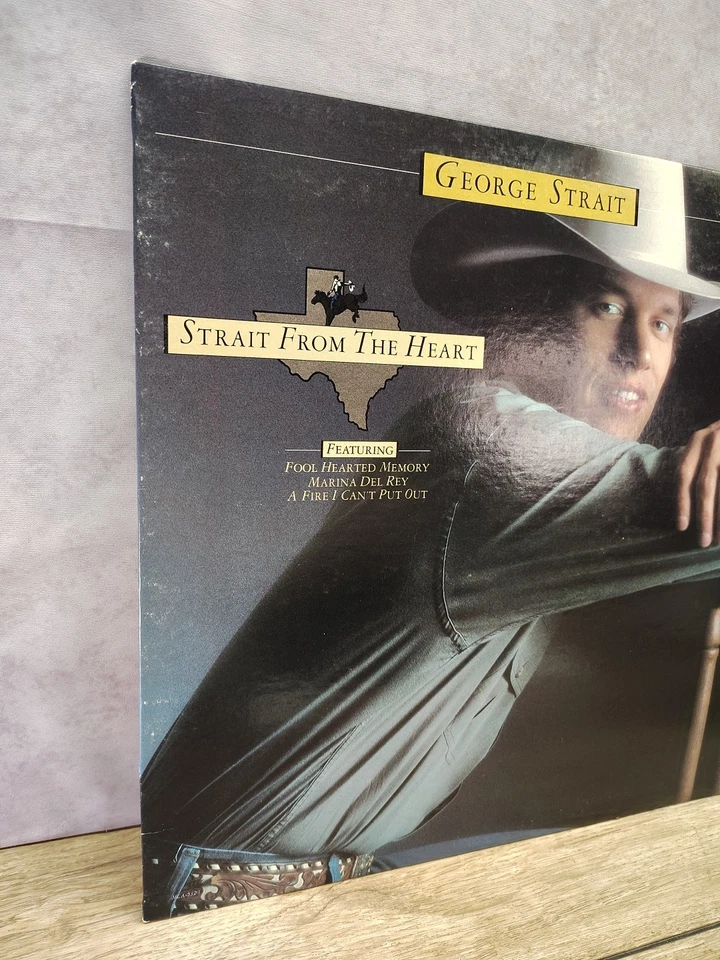 GEORGE STRAIT
STRAIT FROM THE HEART
FEATURING
FOOL HEARTED MEMORY
MARINA DEL REY
A FIRE I CAN'T PUT OUT